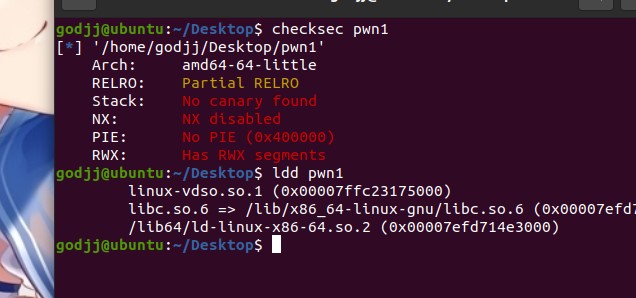 godjj@ubuntu:~/Desktop$ checksec pwn1
[*] '/home/godjj/Desktop/pwn1'
    Arch:     amd64-64-little
    RELRO:    Partial RELRO
    Stack:    No canary found
    NX:       NX disabled
    PIE:      No PIE (0x400000)
    RWX:      Has RWX segments
godjj@ubuntu:~/Desktop$ ldd pwn1
        linux-vdso.so.1 (0x00007ffc23175000)
        libc.so.6 => /lib/x86_64-linux-gnu/libc.so.6 (0x00007efd7
        /lib64/ld-linux-x86-64.so.2 (0x00007efd714e3000)
godjj@ubuntu:~/Desktop$